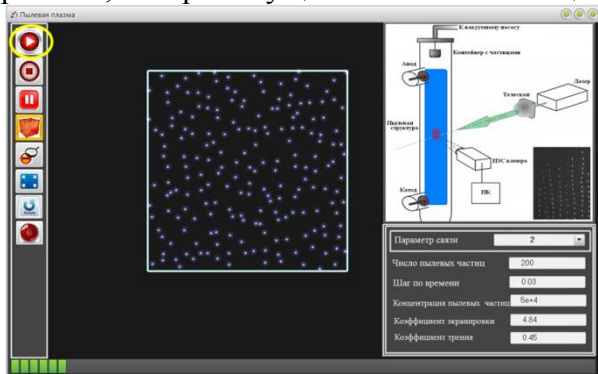 Пылевая плазма
К вакуумному насосу
Контейнер с частицами
Анод
Лазер
Телескоп
Пылевая
структура
ПЗС камера
ПК
Катод
Параметр связи 2
Число пылевых частиц 200
Шаг по времени 0.03
Концентрация пылевых частиц 5e+4
Коэффициент экранировки 4.84
Коэффициент трения 0.45